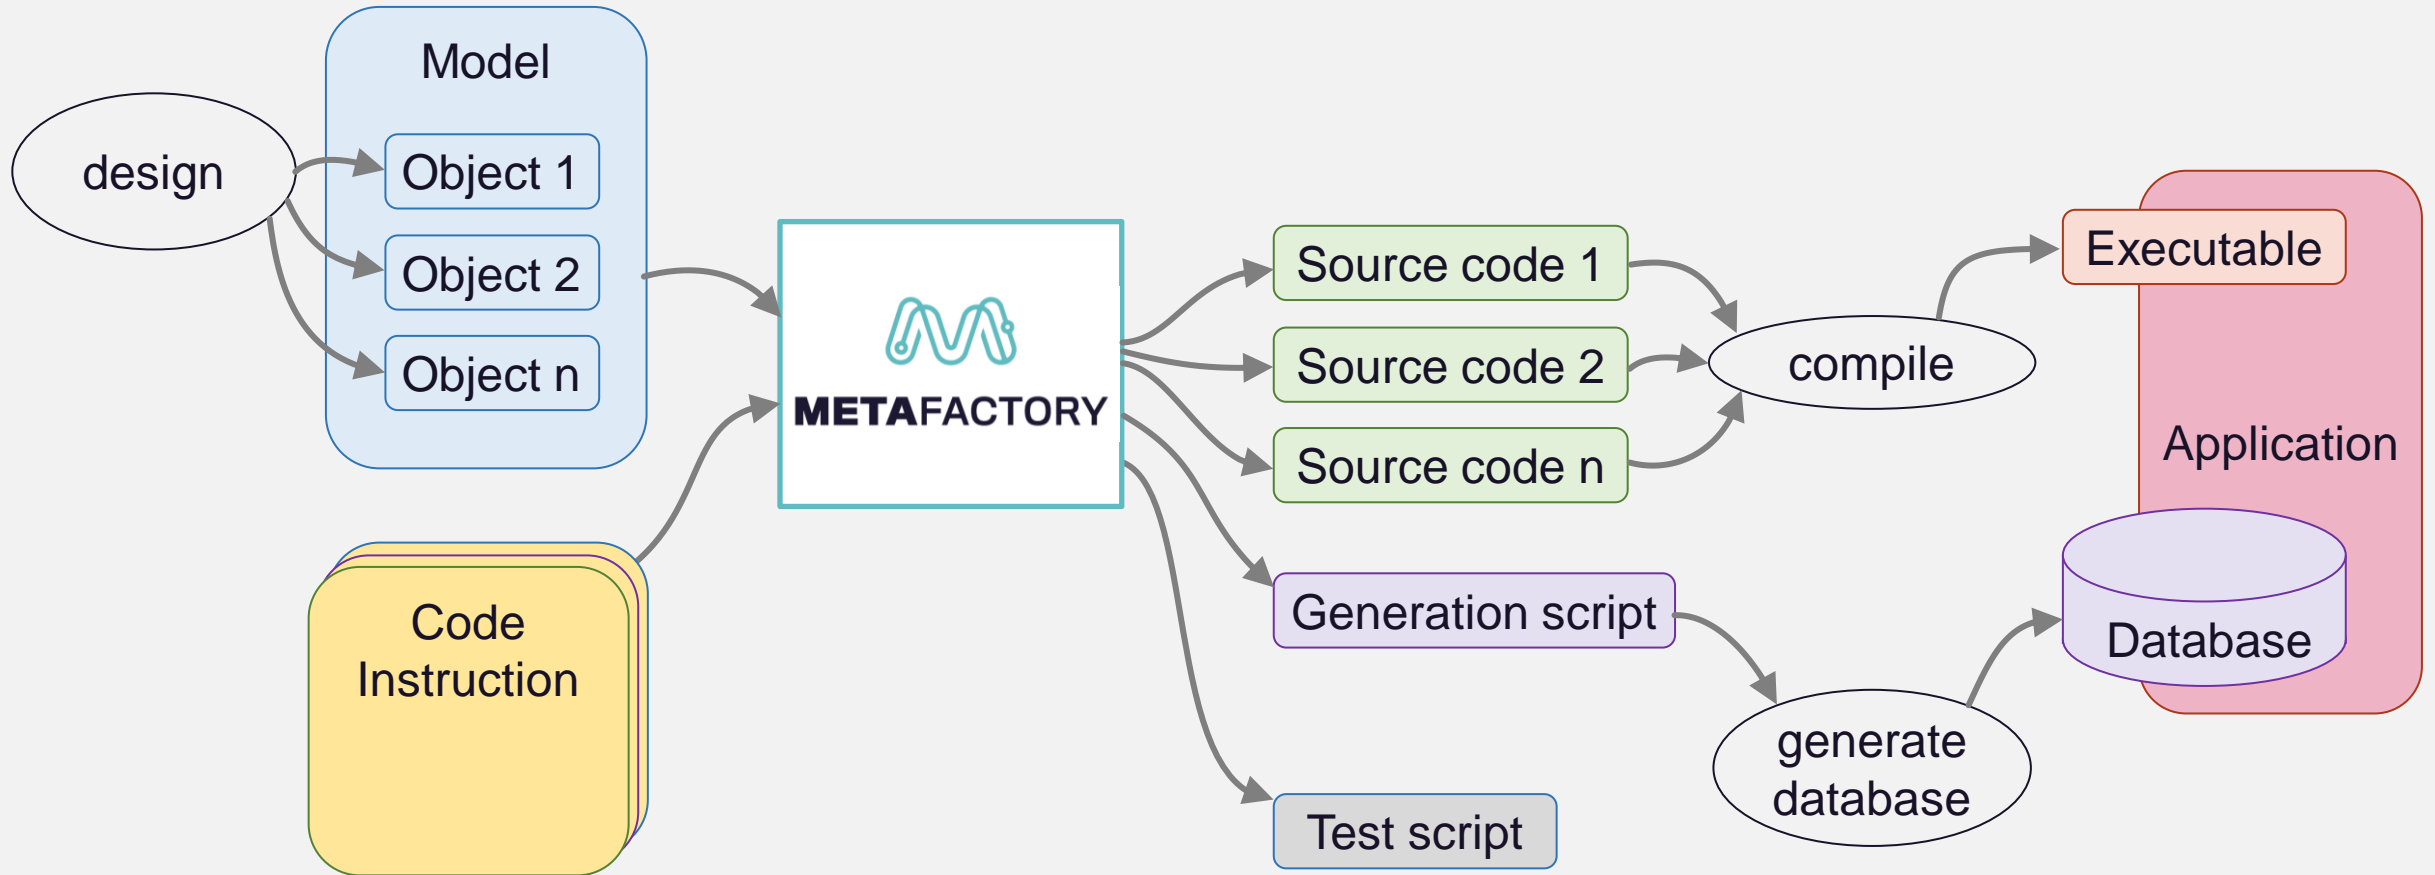 Model
design
Object 1
Object 2
Object n
METAFACTORY
Code
Instruction
Source code 1
Source code 2
Source code n
Generation script
Test script
compile
generate
database
Executable
Application
Database